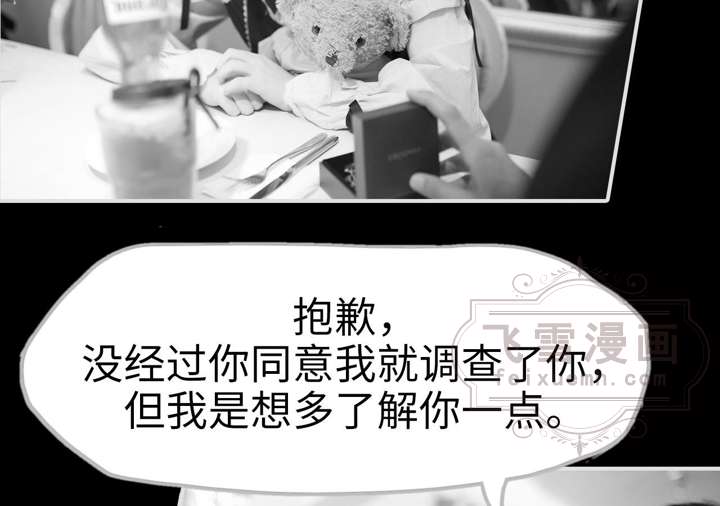 抱歉，
没经过你同意我就调查了你，
但我是想多了解你一点。
飞雪漫画
feixuemh.com